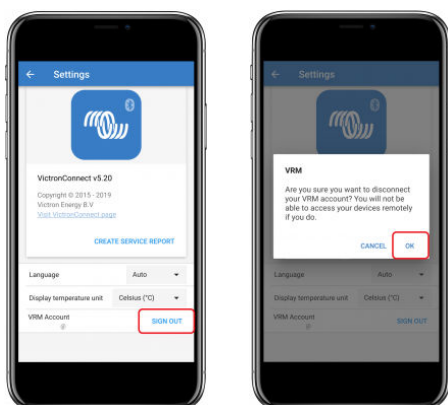 Settings
VictronConnect v5.20
Copyright © 2015 - 2019
Victron Energy B.V
Visit VictronConnect page
CREATE SERVICE REPORT
Language
Auto
Display temperature unit
Celsius (°C)
VRM Account
@
SIGN OUT
Settings
VRM
Are you sure you want to disconnect
your VRM account? You will not be
able to access your devices remotely
if you do.
CANCEL
OK
Language
Auto
Display temperature unit
Celsius (°C)
VRM Account
@
SIGN OUT